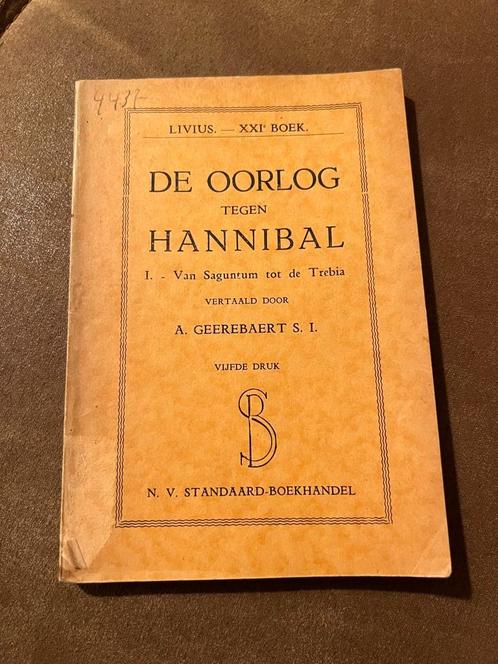 4437-
LIVIUS. — XXIᵉ BOEK.
DE OORLOG
TEGEN
HANNIBAL
I. - Van Saguntum tot de Trebia
VERTAALD DOOR
A. GEEREBAERT S. I.
VIJFDE DRUK
SB
N. V. STANDAARD-BOEKHANDEL